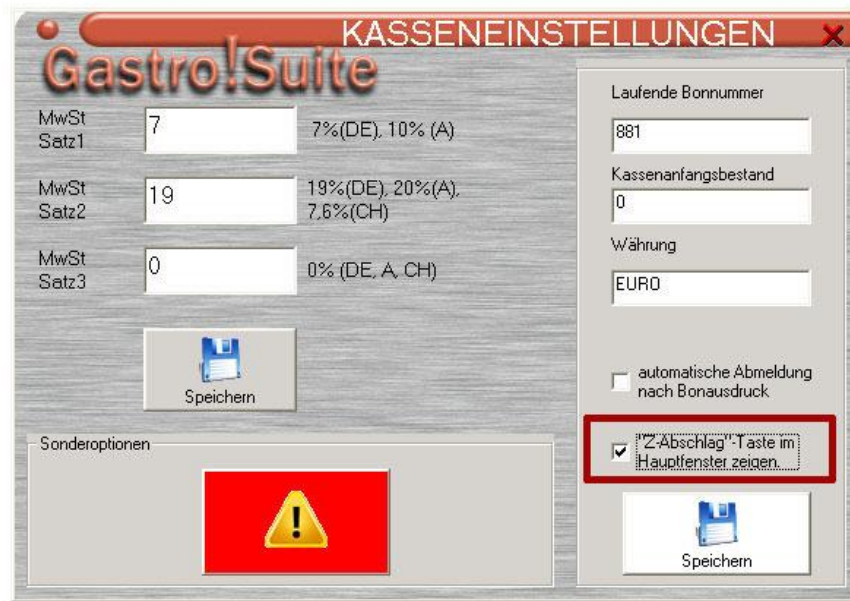 KASSENEINSTELLUNGEN
Gastro!Suite
MwSt
Satz1
7
7%(DE), 10% (A)
MwSt
Satz2
19
19%(DE), 20%(A),
7,6%(CH)
MwSt
Satz3
0
0% (DE, A, CH)
Speichern
Sonderoptionen
Laufende Bonnummer
881
Kassenanfangsbestand
0
Währung
EURO
automatische Abmeldung
nach Bonausdruck
"Z-Abschlag"-Taste im
Hauptfenster zeigen.
Speichern